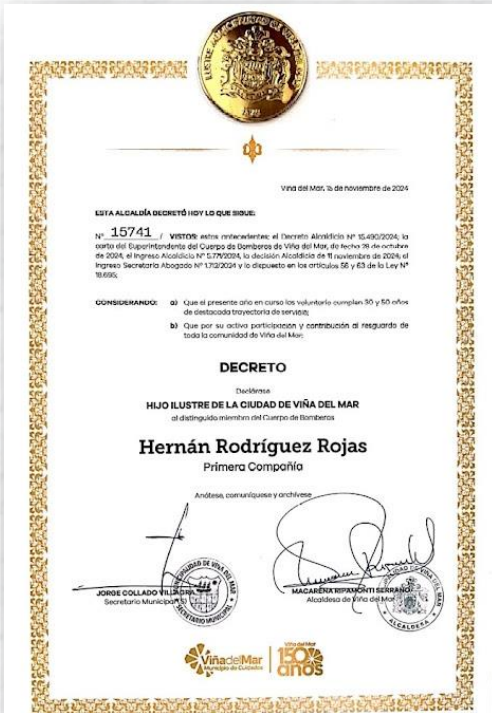 Viña del Mar, 15 de noviembre de 2024
ESTA ALCALDÍA DECRETÓ HOY LO QUE SIGUE:
Nº 15741 / VISTOS: estos antecedentes; el Decreto Alcaldicio Nº 15.490/2024; la
carta del Superintendente del Cuerpo de Bomberos de Viña del Mar, de fecha 28 de octubre
de 2024, el Ingreso Alcaldicio Nº 5.771/2024, la decisión Alcaldicia de 11 noviembre de 2024; el
Ingreso Secretaría Abogado Nº 1.712/2024 y lo dispuesto en los artículos 56 y 63 de la Ley Nº
18.695;
CONSIDERANDO: a) Que el presente año en curso los voluntario cumplen 30 y 50 años
de destacada trayectoria de servicio;
b) Que por su activa participación y contribución al resguardo de
toda la comunidad de Viña del Mar;
DECRETO
Declárase
HIJO ILUSTRE DE LA CIUDAD DE VIÑA DEL MAR
al distinguido miembro del Cuerpo de Bomberos
Hernán Rodríguez Rojas
Primera Compañía
Anótese, comuníquese y archívese
JORGE COLLADO VILLAGRA
Secretario Municipal (S)
MACARENA RIPAMONTI SERRANO
Alcaldesa de Viña del Mar
SECRETARIO MUNICIPAL
ALCALDESA
ViñadelMar
Municipio de Cuidados
Viña del Mar
150
años